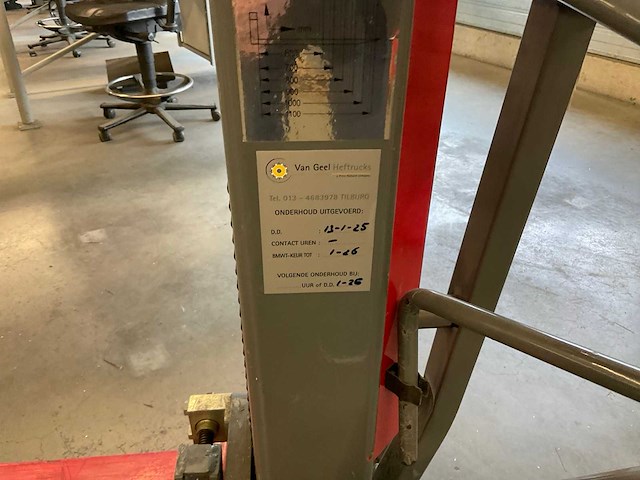 Van Geel Heftrucks
Tel. 013 - 4683978 TILBURG
ONDERHOUD UITGEVOERD:
D.D. : 13-1-25
CONTACT UREN : -
BMWT-KEUR TOT : 1-26
VOLGENDE ONDERHOUD BIJ:
UUR of D.D. 1-26